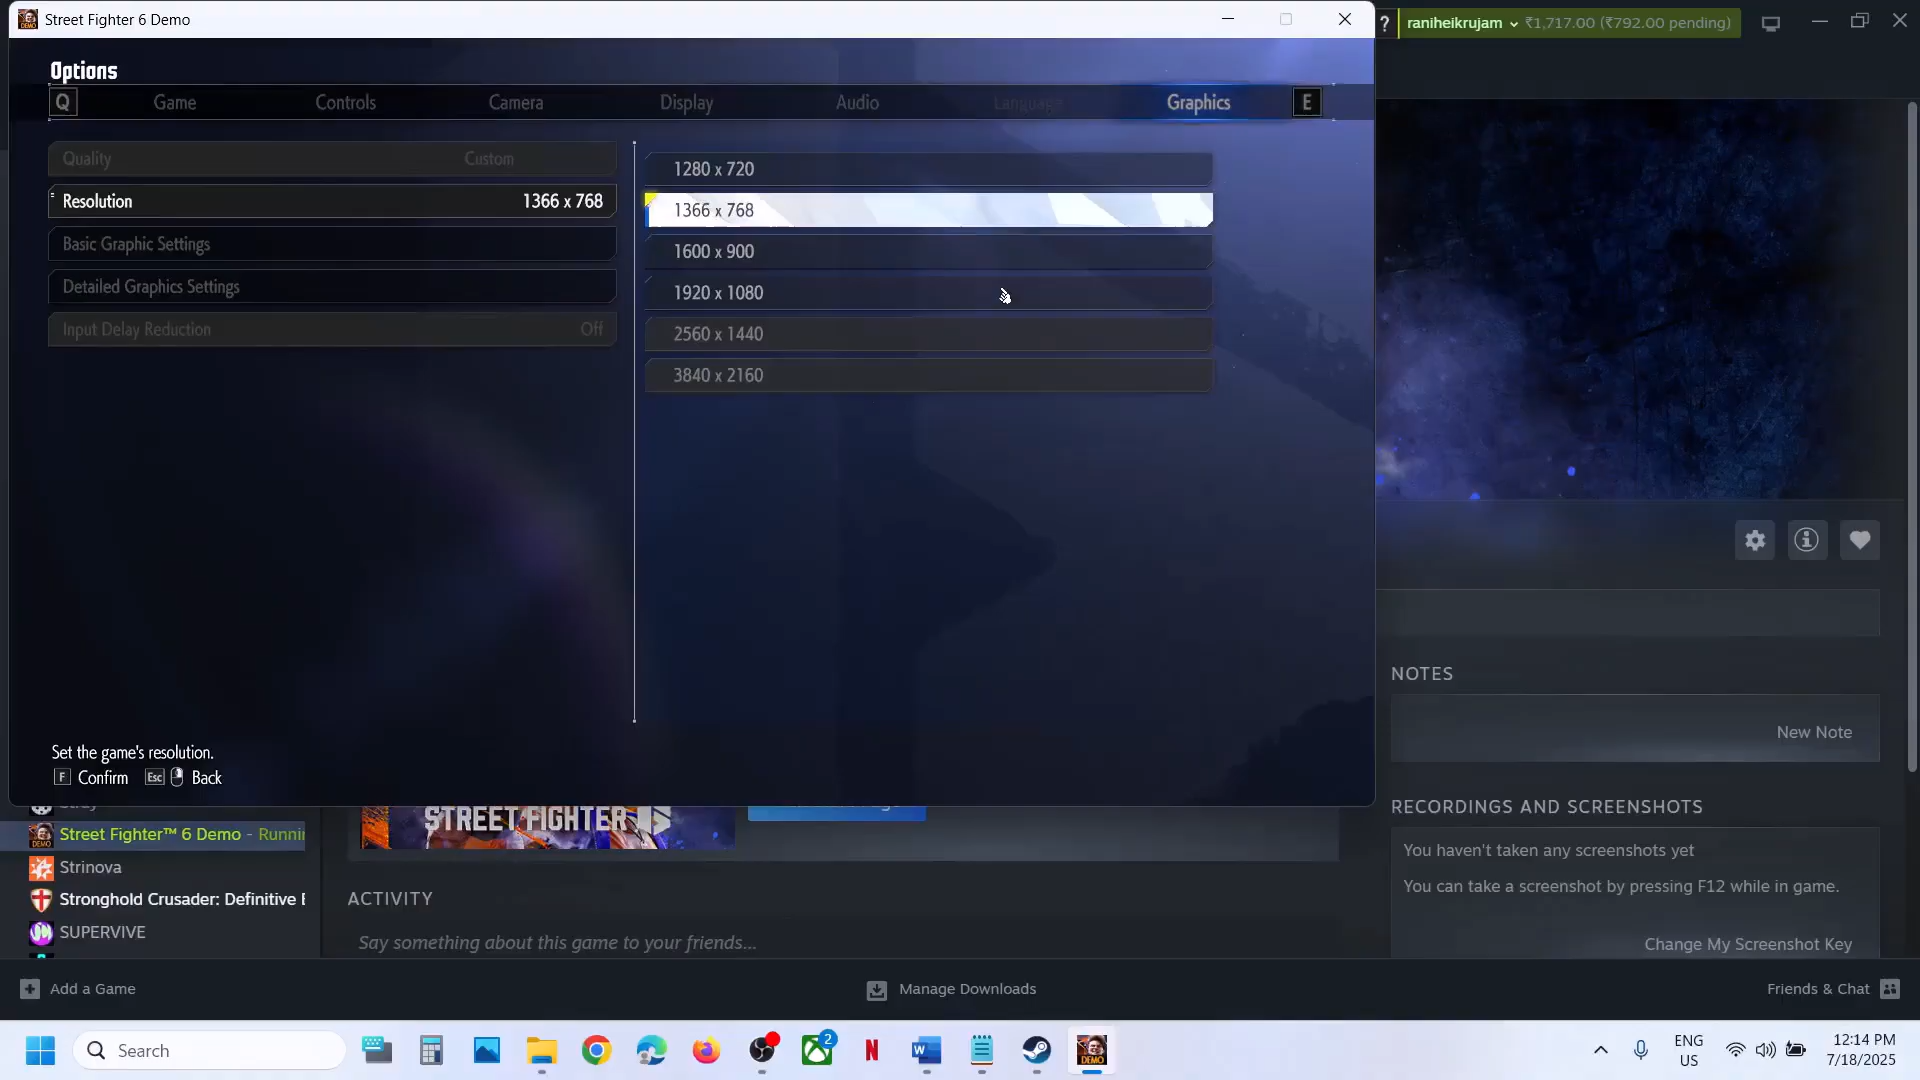 Street Fighter 6 Demo
? raniheikrujam ₹1,717.00 (₹792.00 pending)
Options
Q Game Controls Camera Display Audio Language Graphics E
Quality Custom
Resolution 1366 x 768
Basic Graphic Settings
Detailed Graphics Settings
Input Delay Reduction Off
1280 x 720
1366 x 768
1600 x 900
1920 x 1080
2560 x 1440
3840 x 2160
Set the game's resolution.
F Confirm Esc Back
NOTES
New Note
RECORDINGS AND SCREENSHOTS
You haven't taken any screenshots yet
You can take a screenshot by pressing F12 while in game.
Change My Screenshot Key
Street Fighter™ 6 Demo - Runnin
Strinova
Stronghold Crusader: Definitive E
SUPERVIVE
STREET FIGHTER
ACTIVITY
Say something about this game to your friends...
Add a Game
Manage Downloads
Friends & Chat
Search
2
DEMO
ENG
US
12:14 PM
7/18/2025